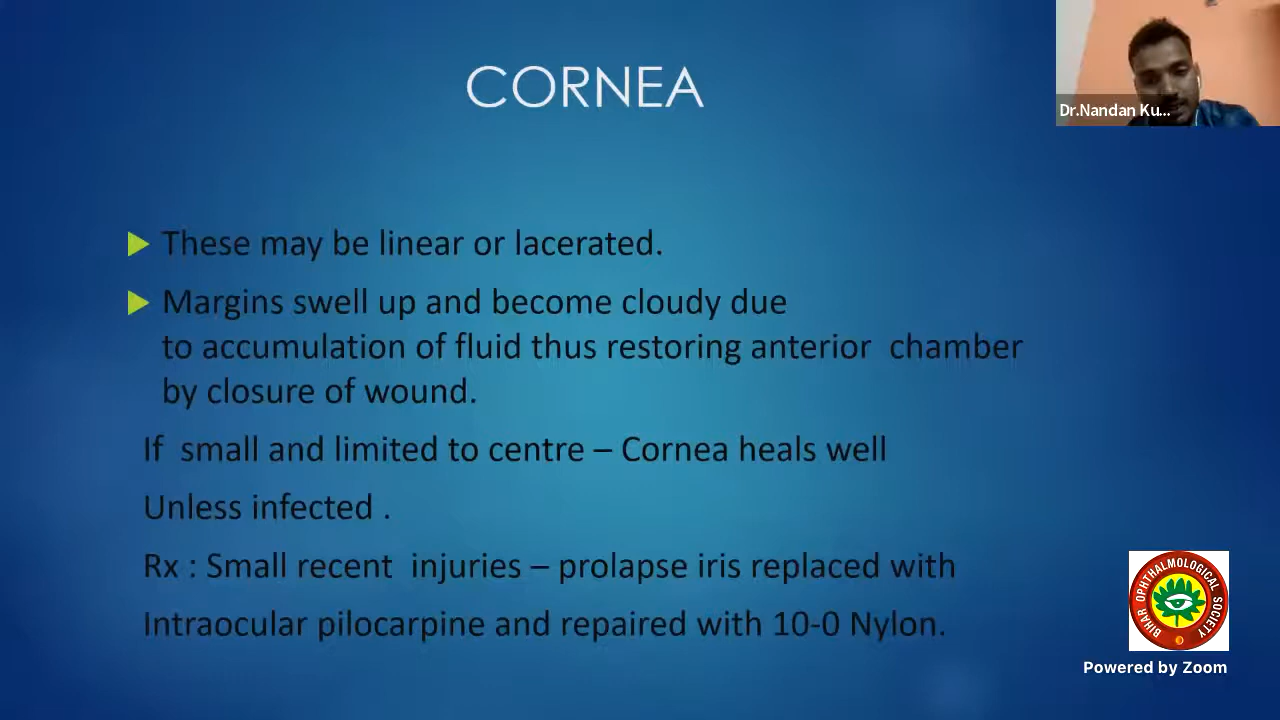 CORNEA
Dr.Nandan Ku...
These may be linear or lacerated.
Margins swell up and become cloudy due
to accumulation of fluid thus restoring anterior chamber
by closure of wound.
If small and limited to centre – Cornea heals well
Unless infected .
Rx : Small recent injuries – prolapse iris replaced with
Intraocular pilocarpine and repaired with 10-0 Nylon.
BIHAR OPHTHALMOLOGICAL SOCIETY
Powered by Zoom